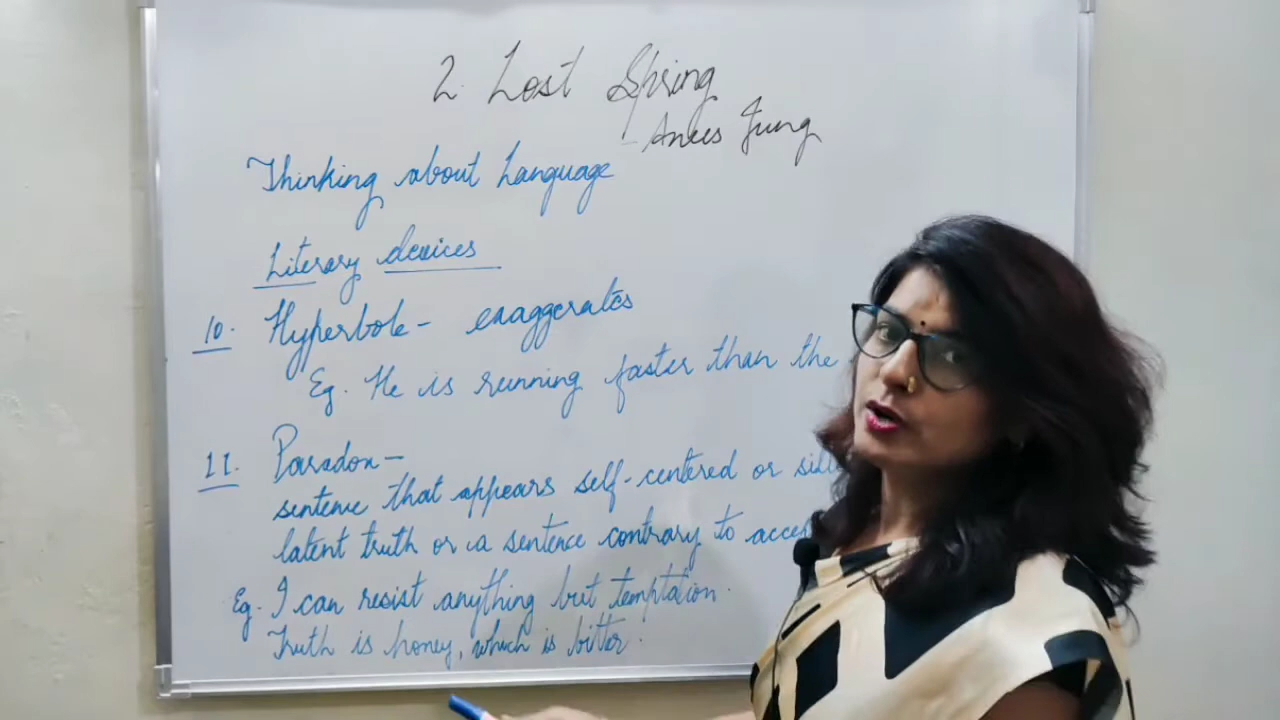 2. Lost Spring
- Anees Jung
Thinking about Language
Literary devices
10. Hyperbole - exaggerates
Eg. He is running faster than the
11. Paradox -
sentence that appears self-centered or
latent truth or a sentence contrary to
Eg. I can resist anything but temptation.
Truth is honey, which is bitter.